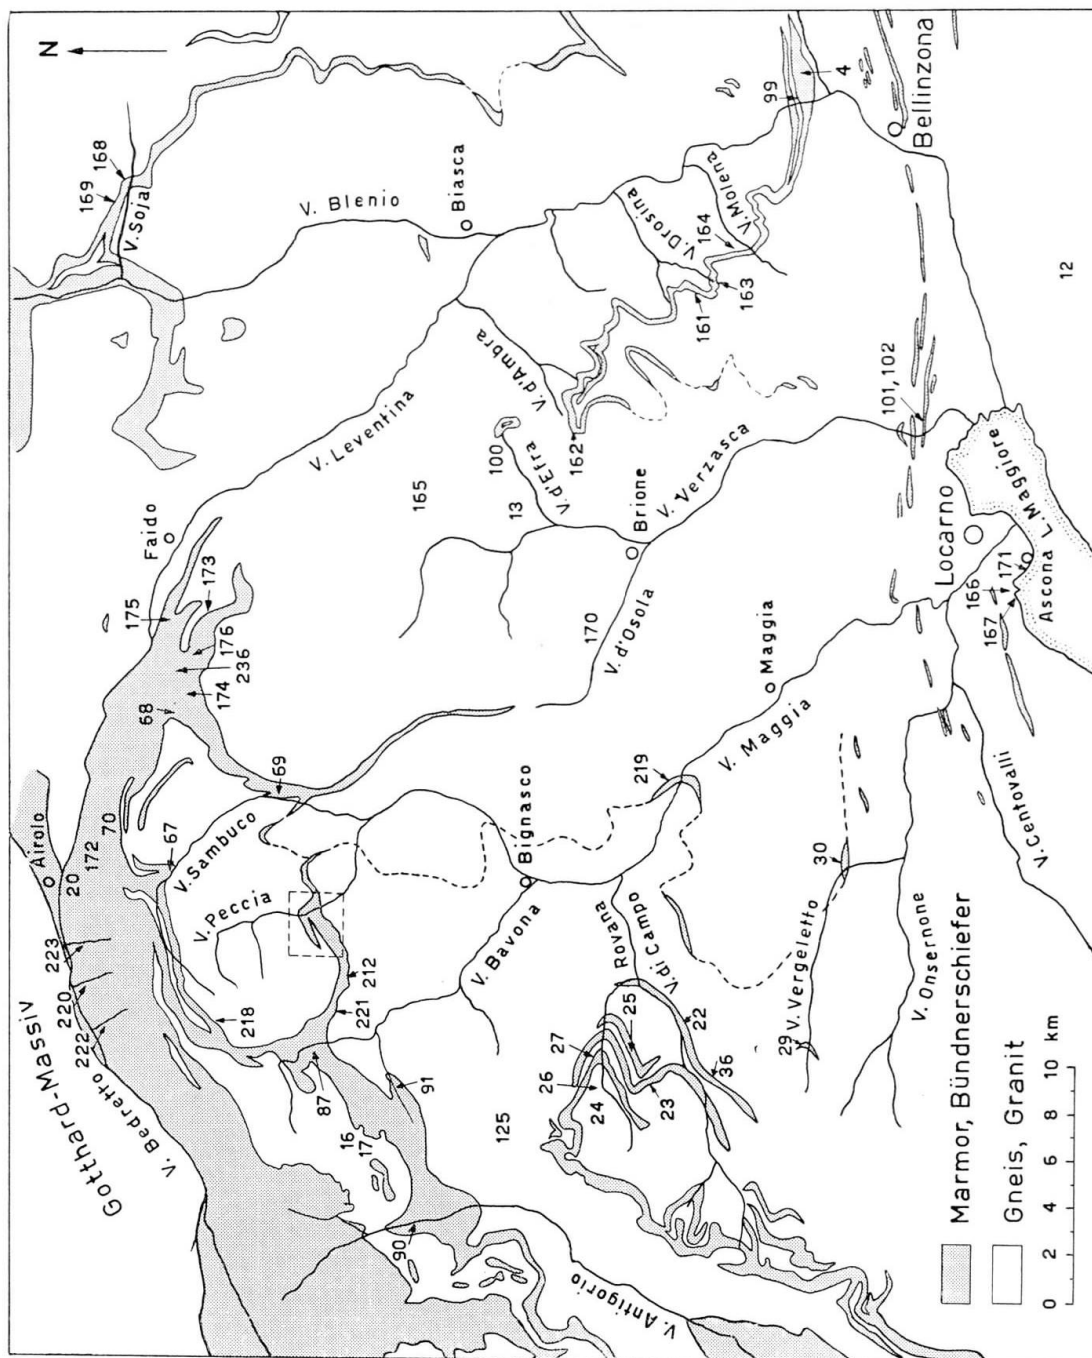 N
Gotthard-Massiv
V. Bedretto
Airolo
Faido
V. Leventina
V. Blenio
V. Soja
Biasca
169
168
222
220
223
20
172
70
67
68
174
236
176
173
175
V. Sambuco
V. Peccia
69
218
212
221
87
91
16
17
90
125
V. Antigorio
V. Bavona
Bignasco
165
13
100
V. d'Efra
V. d'Ambra
162
161
163
164
V. Drosina
V. Molena
99
4
Bellinzona
Brione
V. Verzasca
V. d'Osola
170
Maggia
V. Maggia
219
Rovana
V. di Campo
26
27
24
25
23
22
36
29
V. Vergeletto
30
V. Onsernone
V. Centovalli
101, 102
12
Locarno
L. Maggiore
Ascona
166
171
167
Marmor, Bündnerschiefer
Gneis, Granit
0 2 4 6 8 10 km